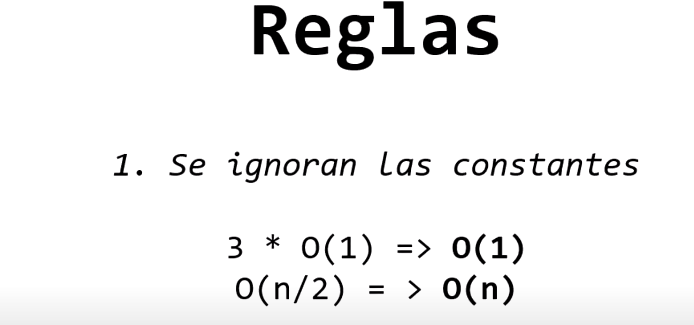 Reglas
1. Se ignoran las constantes
3 * O(1) => O(1)
O(n/2) = > O(n)